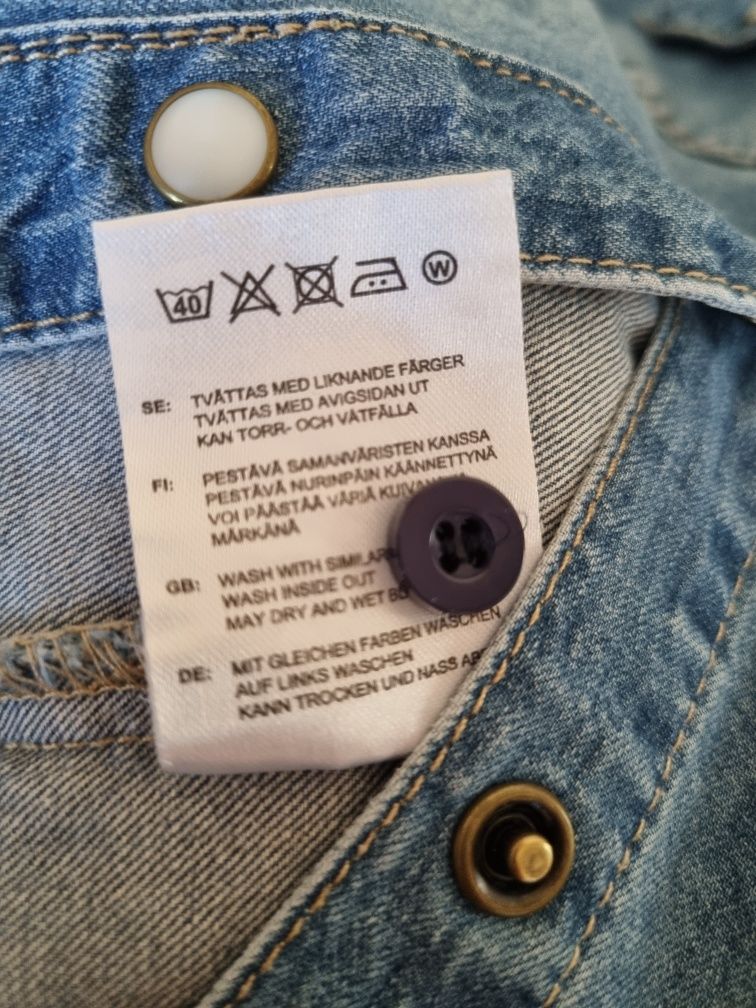 40 W
SE: TVÄTTAS MED LIKNANDE FÄRGER
TVÄTTAS MED AVIGSIDAN UT
KAN TORR- OCH VÅTFÄLLA
FI: PESTÄVÄ SAMANVÄRISTEN KANSSA
PESTÄVÄ NURINPÄIN KÄÄNNETTYNÄ
VOI PÄÄSTÄÄ VÄRIÄ
MÄRKÄNÄ
GB: WASH WITH
WASH INSIDE OUT
MAY DRY AND WET
DE: MIT GLEICHEN FARBEN WASCHEN
AUF LINKS WASCHEN
KANN TROCKEN UND NASS